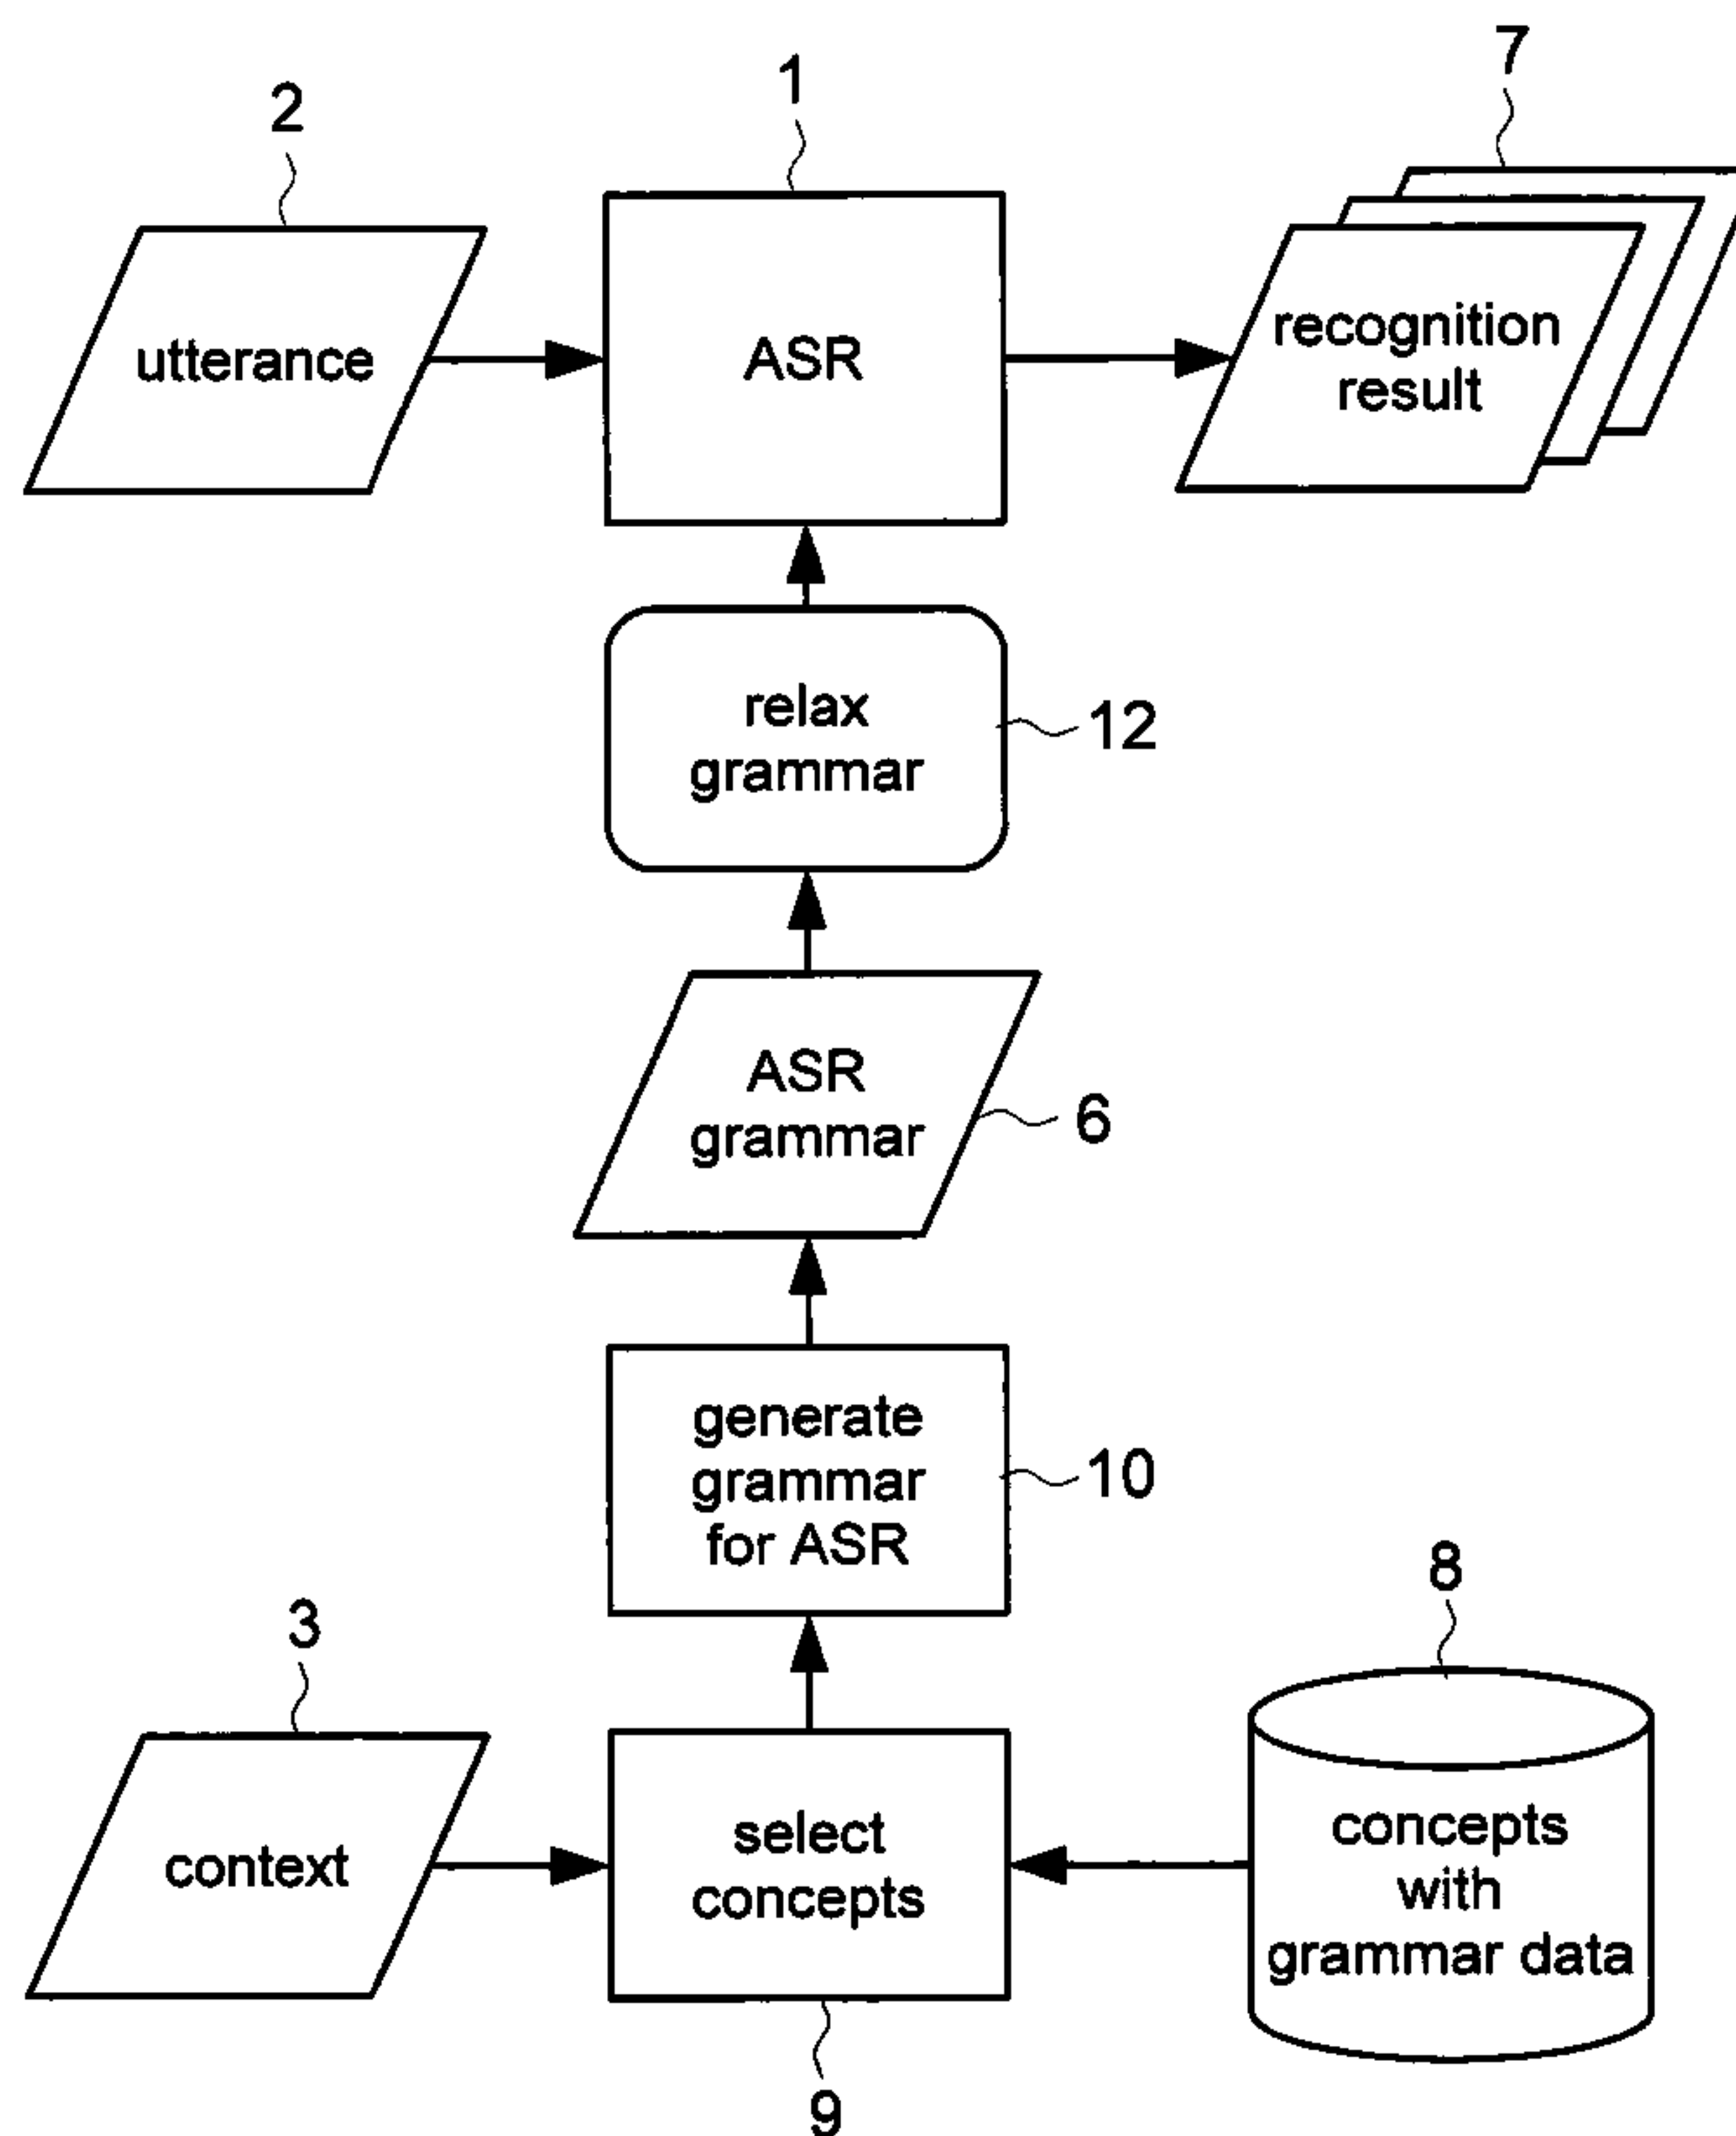 7
1
2
utterance
ASR
recognition
result
relax
grammar
12
ASR
grammar
6
generate
grammar
for ASR
10
8
3
context
select
concepts
concepts
with
grammar data
9